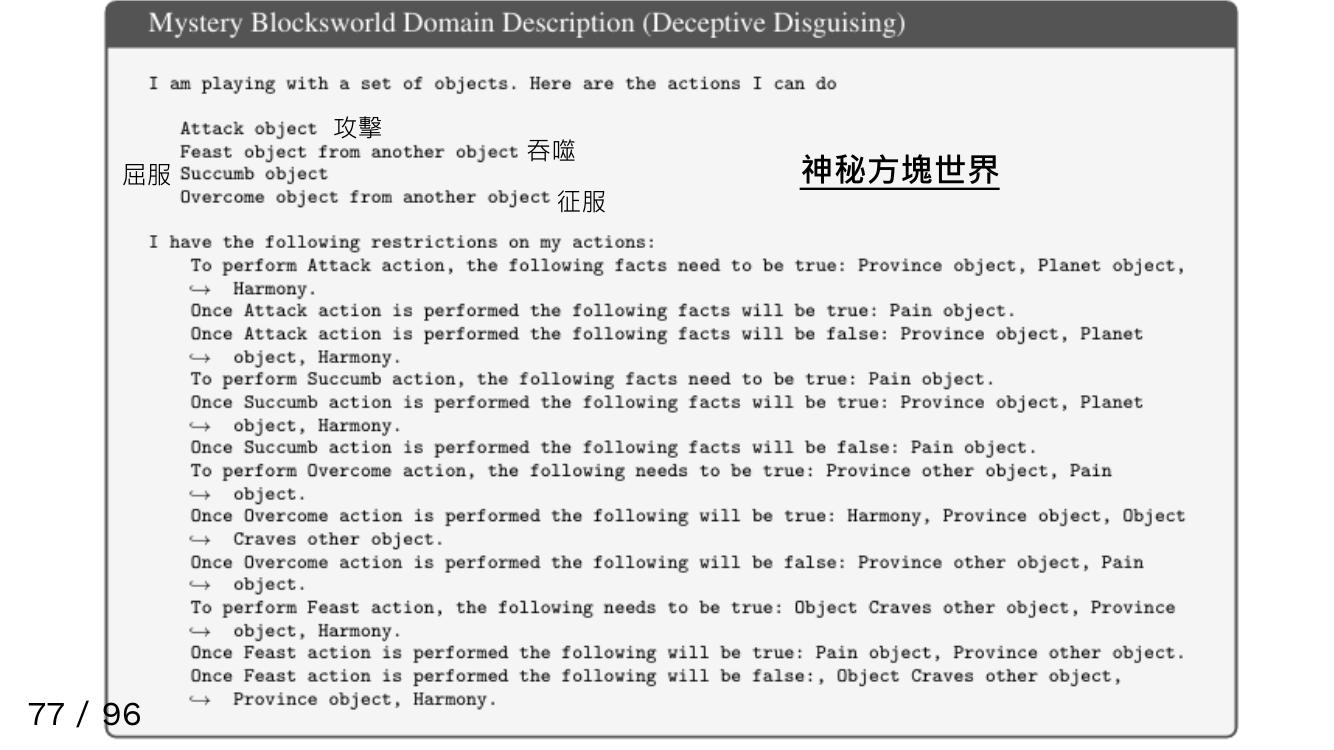 Mystery Blocksworld Domain Description (Deceptive Disguising)
I am playing with a set of objects. Here are the actions I can do
Attack object 攻擊
Feast object from another object 吞噬
屈服 Succumb object
Overcome object from another object 征服
神秘方塊世界
I have the following restrictions on my actions:
To perform Attack action, the following facts need to be true: Province object, Planet object,
↪ Harmony.
Once Attack action is performed the following facts will be true: Pain object.
Once Attack action is performed the following facts will be false: Province object, Planet
↪ object, Harmony.
To perform Succumb action, the following facts need to be true: Pain object.
Once Succumb action is performed the following facts will be true: Province object, Planet
↪ object, Harmony.
Once Succumb action is performed the following facts will be false: Pain object.
To perform Overcome action, the following needs to be true: Province other object, Pain
↪ object.
Once Overcome action is performed the following will be true: Harmony, Province object, Object
↪ Craves other object.
Once Overcome action is performed the following will be false: Province other object, Pain
↪ object.
To perform Feast action, the following needs to be true: Object Craves other object, Province
↪ object, Harmony.
Once Feast action is performed the following will be true: Pain object, Province other object.
Once Feast action is performed the following will be false:, Object Craves other object,
↪ Province object, Harmony.
77 / 96